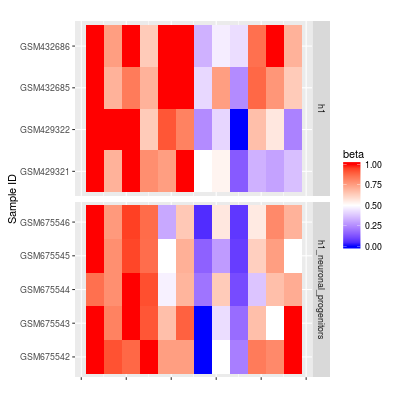 GSM432686
GSM432685
GSM429322
GSM429321
h1
GSM675546
GSM675545
GSM675544
GSM675543
GSM675542
h1_neuronal_progenitors
Sample ID
beta
1.00
0.75
0.50
0.25
0.00